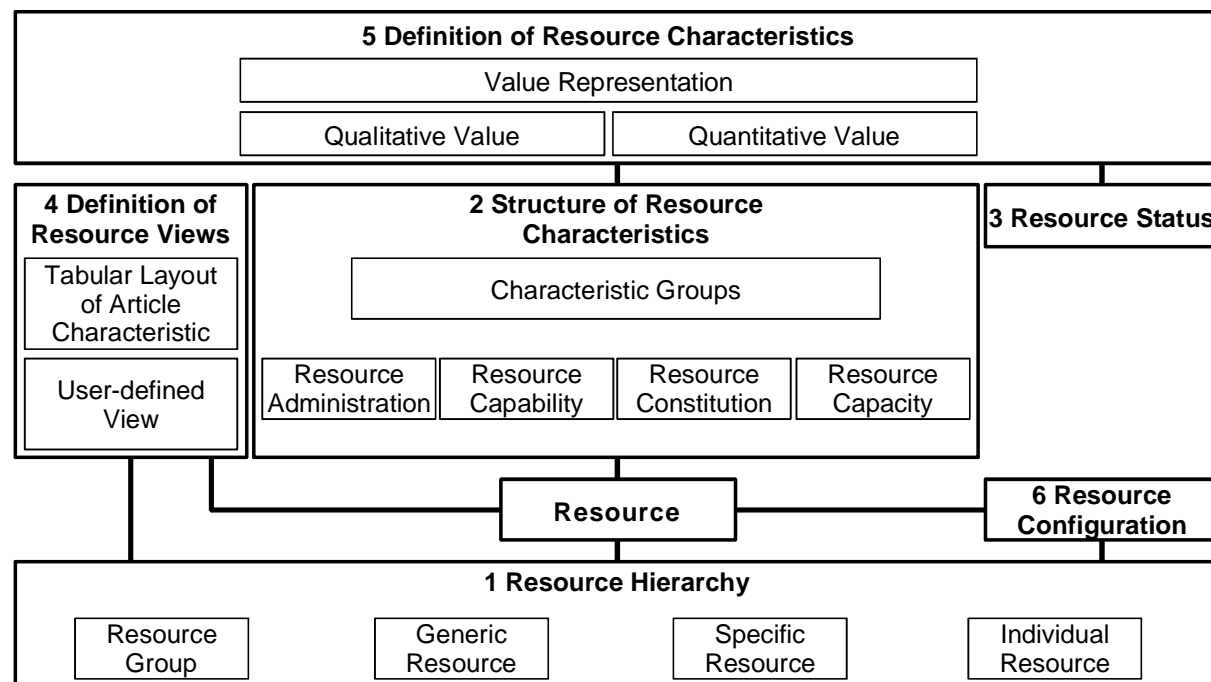 5 Definition of Resource Characteristics
Value Representation
Qualitative Value
Quantitative Value
4 Definition of
Resource Views
Tabular Layout
of Article
Characteristic
User-defined
View
2 Structure of Resource
Characteristics
Characteristic Groups
Resource
Administration
Resource
Capability
Resource
Constitution
Resource
Capacity
3 Resource Status
Resource
6 Resource
Configuration
1 Resource Hierarchy
Resource
Group
Generic
Resource
Specific
Resource
Individual
Resource